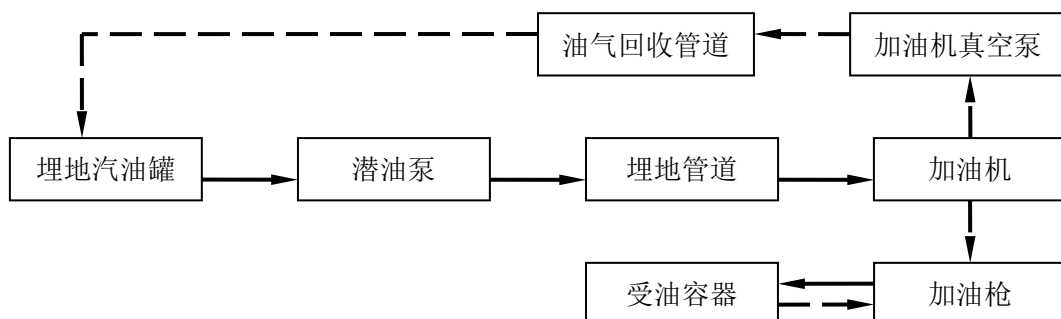 油气回收管道
加油机真空泵
埋地汽油罐
潜油泵
埋地管道
加油机
受油容器
加油枪